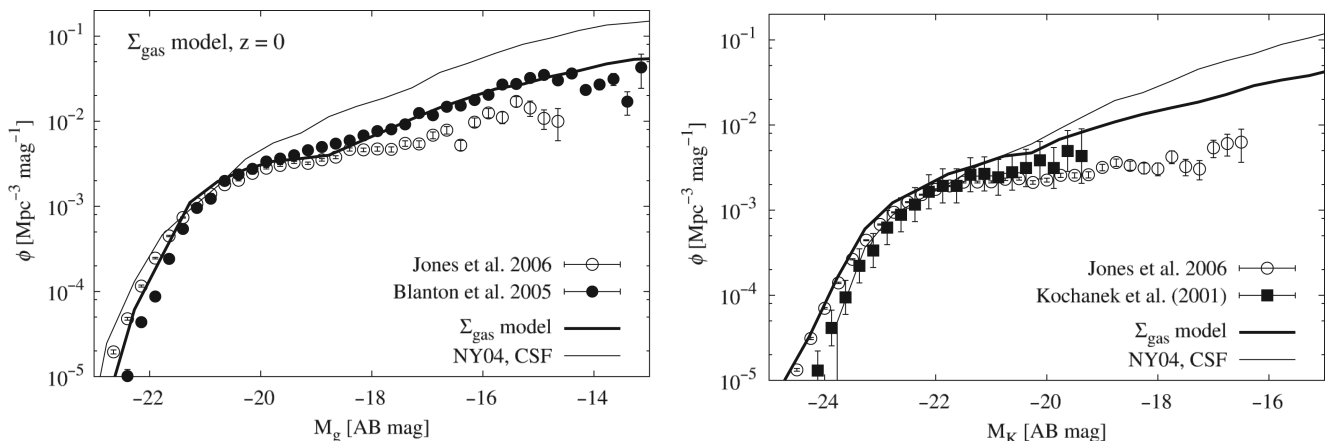 Σgas model, z = 0
10⁻¹
10⁻²
10⁻³
10⁻⁴
10⁻⁵
ϕ [Mpc⁻³ mag⁻¹]
Jones et al. 2006
Blanton et al. 2005
Σgas model
NY04, CSF
−22 −20 −18 −16 −14
Mg [AB mag]
10⁻¹
10⁻²
10⁻³
10⁻⁴
10⁻⁵
ϕ [Mpc⁻³ mag⁻¹]
Jones et al. 2006
Kochanek et al. (2001)
Σgas model
NY04, CSF
−24 −22 −20 −18 −16
MK [AB mag]